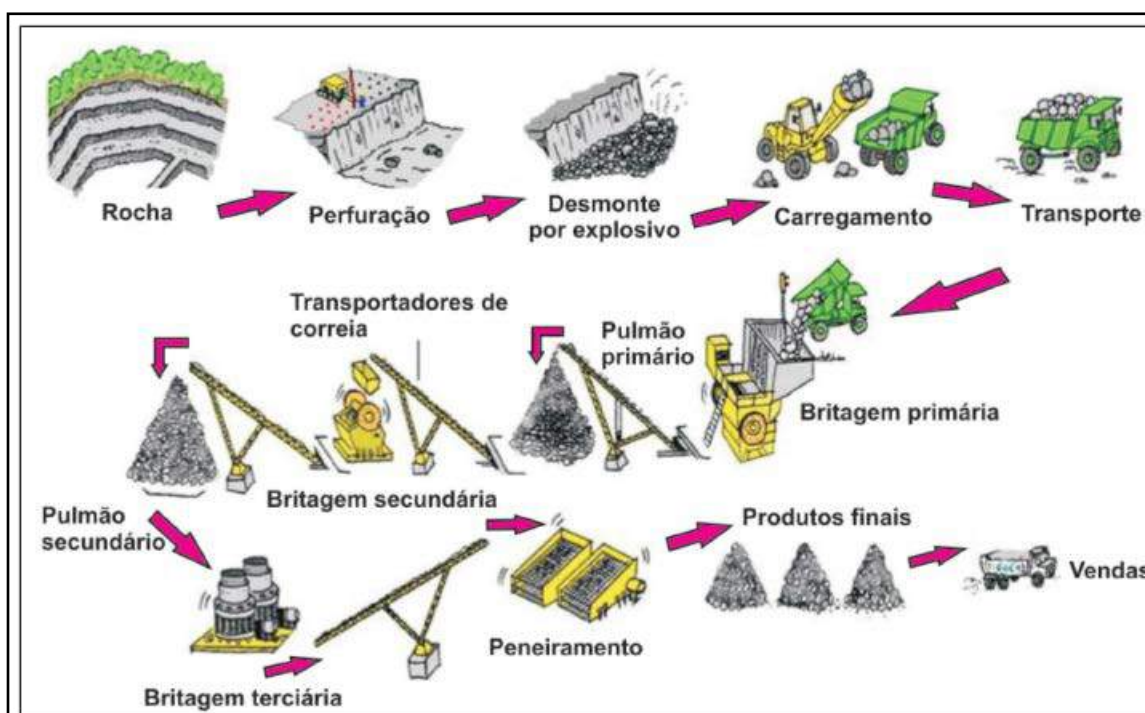 Rocha
Perfuração
Desmonte
por explosivo
Carregamento
Transporte
Transportadores de
correia
Pulmão
primário
Britagem primária
Britagem secundária
Pulmão
secundário
Produtos finais
Vendas
Peneiramento
Britagem terciária